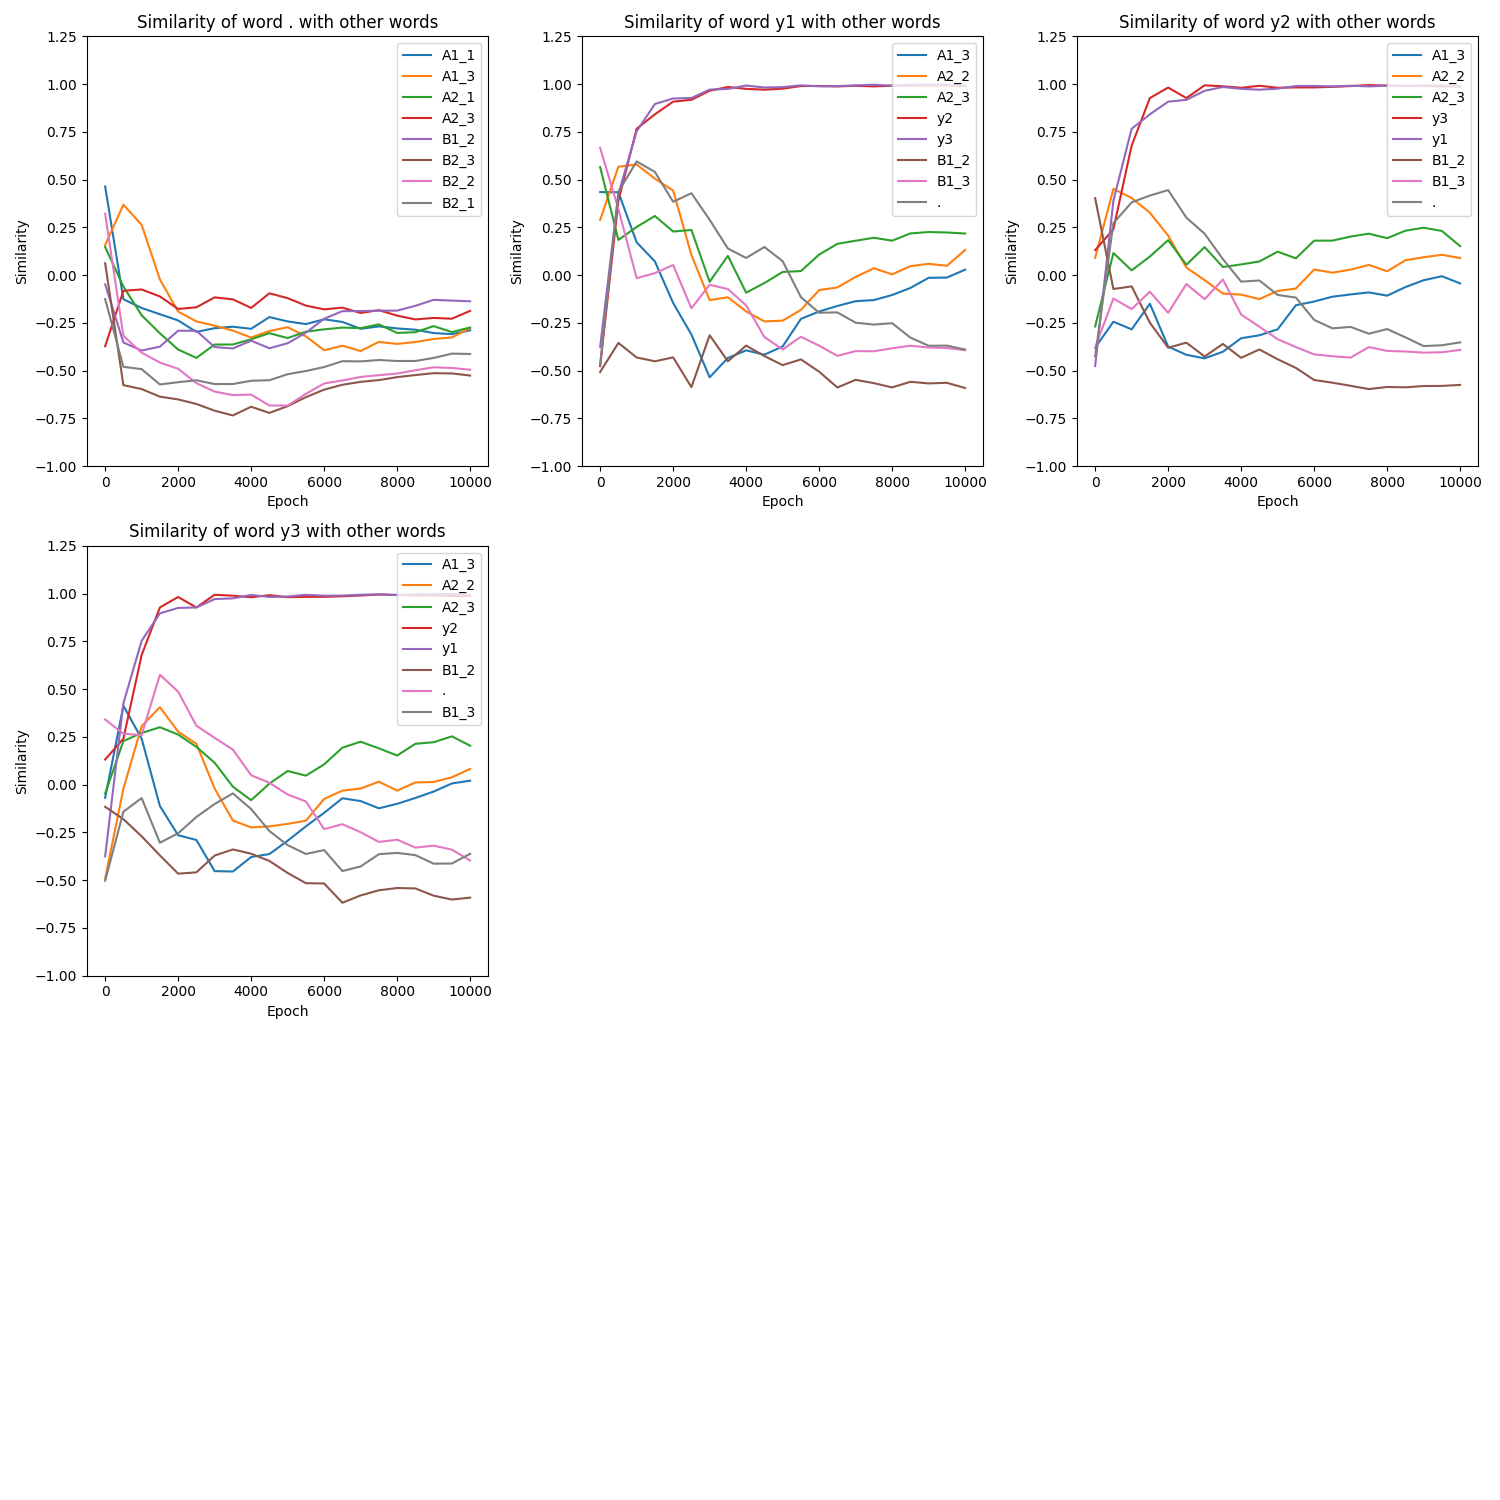 Similarity of word . with other words
1.25
1.00
0.75
0.50
0.25
0.00
−0.25
−0.50
−0.75
−1.00
Similarity
0 2000 4000 6000 8000 10000
Epoch
A1_1
A1_3
A2_1
A2_3
B1_2
B2_3
B2_2
B2_1
Similarity of word y1 with other words
1.25
1.00
0.75
0.50
0.25
0.00
−0.25
−0.50
−0.75
−1.00
Similarity
0 2000 4000 6000 8000 10000
Epoch
A1_3
A2_2
A2_3
y2
y3
B1_2
B1_3
.
Similarity of word y2 with other words
1.25
1.00
0.75
0.50
0.25
0.00
−0.25
−0.50
−0.75
−1.00
Similarity
0 2000 4000 6000 8000 10000
Epoch
A1_3
A2_2
A2_3
y3
y1
B1_2
B1_3
.
Similarity of word y3 with other words
1.25
1.00
0.75
0.50
0.25
0.00
−0.25
−0.50
−0.75
−1.00
Similarity
0 2000 4000 6000 8000 10000
Epoch
A1_3
A2_2
A2_3
y2
y1
B1_2
.
B1_3